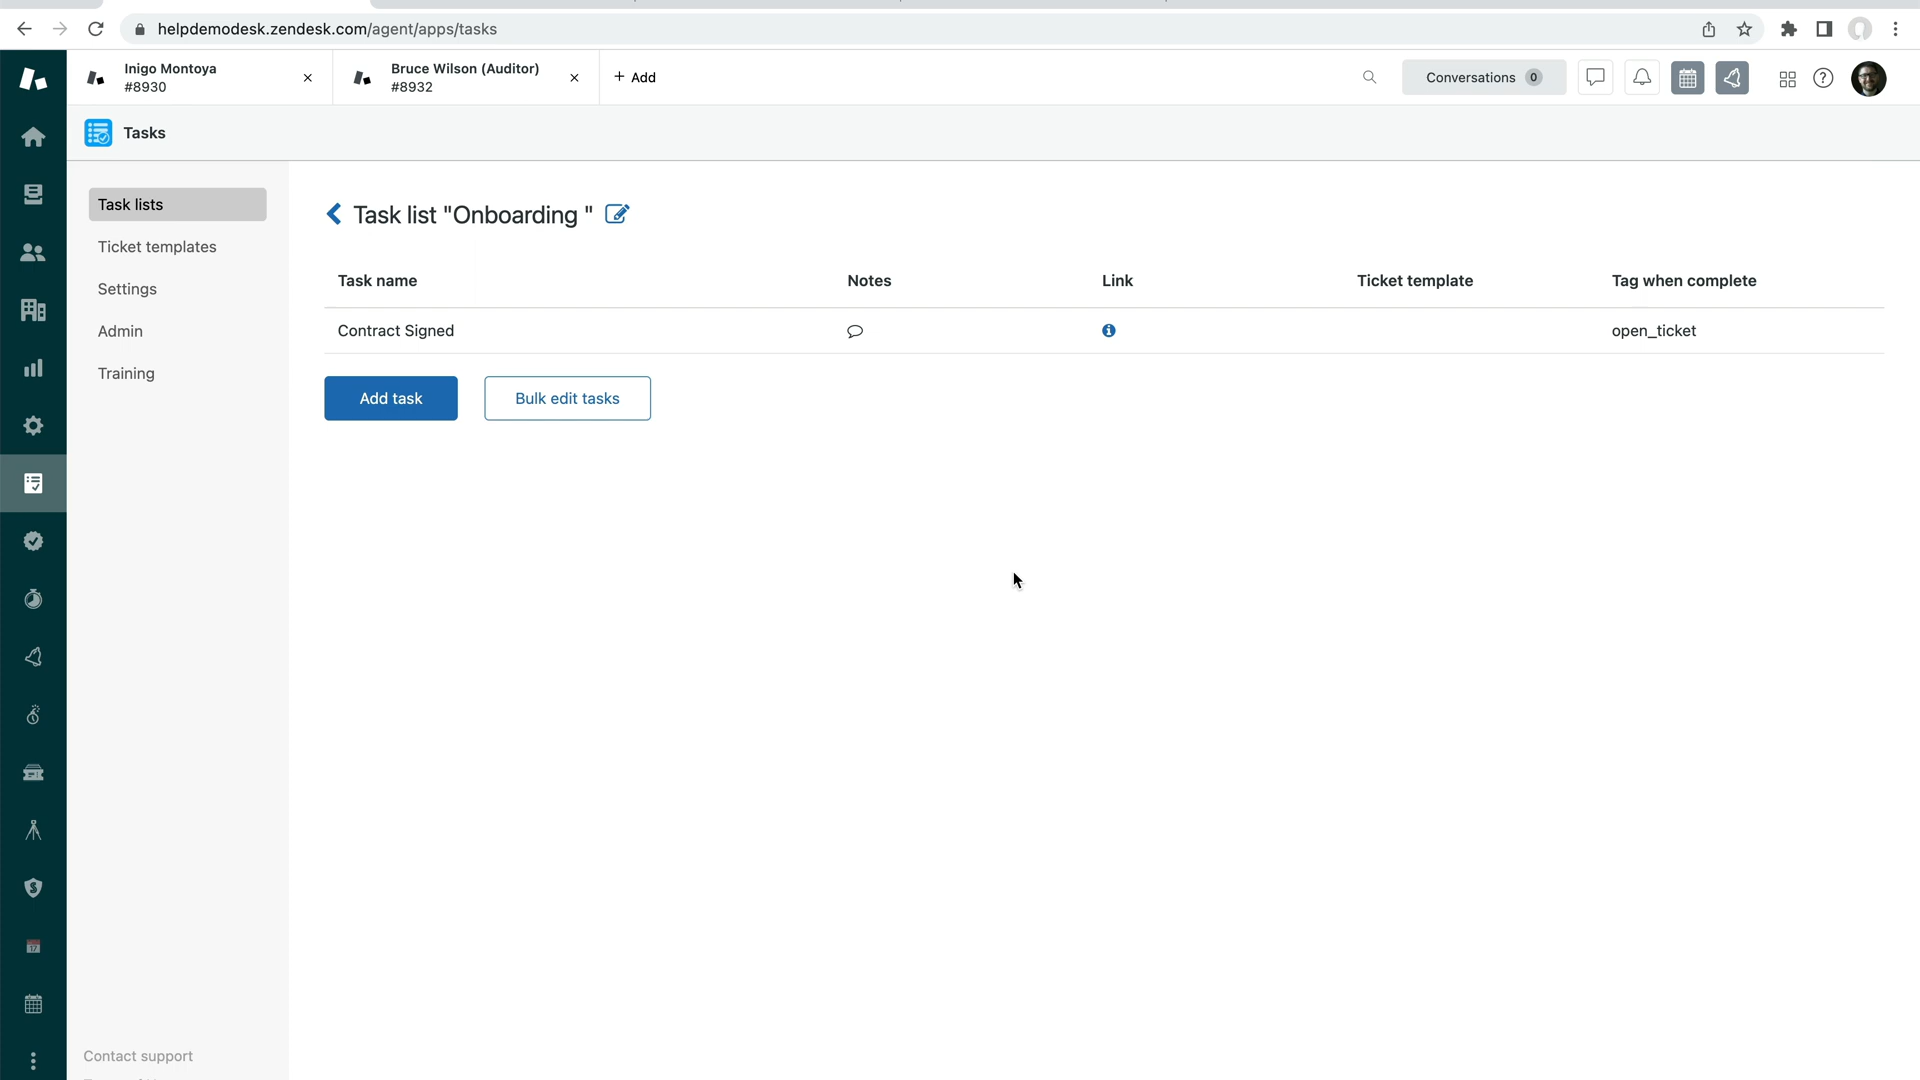 helpdemodesk.zendesk.com/agent/apps/tasks
Inigo Montoya
#8930
Bruce Wilson (Auditor)
#8932
+ Add
Conversations 0
Tasks
Task lists
Ticket templates
Settings
Admin
Training
Task list "Onboarding "
Task name Notes Link Ticket template Tag when complete
Contract Signed open_ticket
Add task Bulk edit tasks
17
Contact support